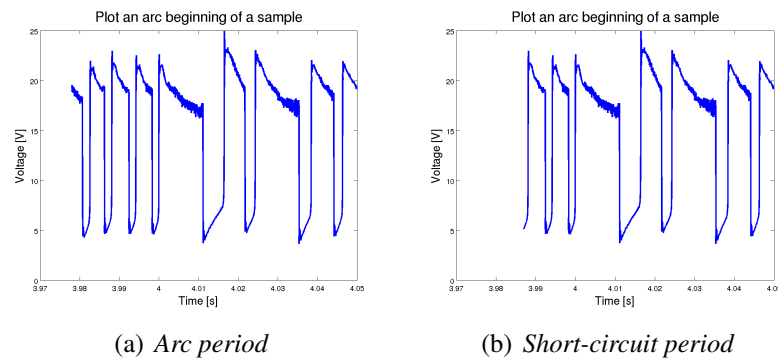 Plot an arc beginning of a sample
25
20
15
10
5
0
Voltage [V]
3.97 3.98 3.99 4 4.01 4.02 4.03 4.04 4.05
Time [s]
(a) Arc period
Plot an arc beginning of a sample
25
20
15
10
5
0
Voltage [V]
3.97 3.98 3.99 4 4.01 4.02 4.03 4.04 4.05
Time [s]
(b) Short-circuit period